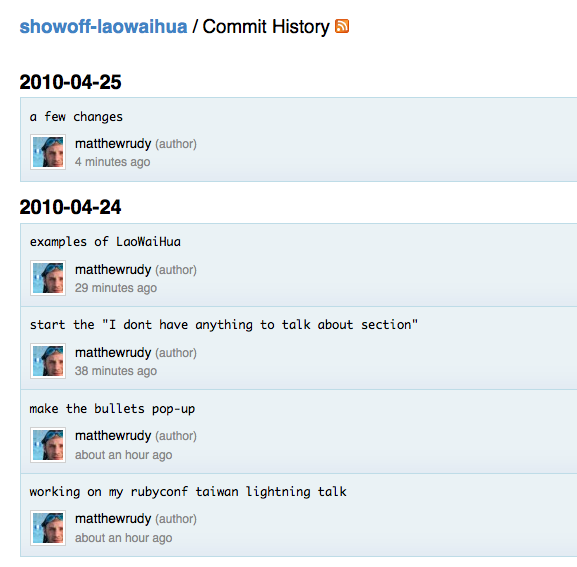 showoff-laowaihua / Commit History
2010-04-25
a few changes
matthewrudy (author)
4 minutes ago
2010-04-24
examples of LaoWaiHua
matthewrudy (author)
29 minutes ago
start the "I dont have anything to talk about section"
matthewrudy (author)
38 minutes ago
make the bullets pop-up
matthewrudy (author)
about an hour ago
working on my rubyconf taiwan lightning talk
matthewrudy (author)
about an hour ago